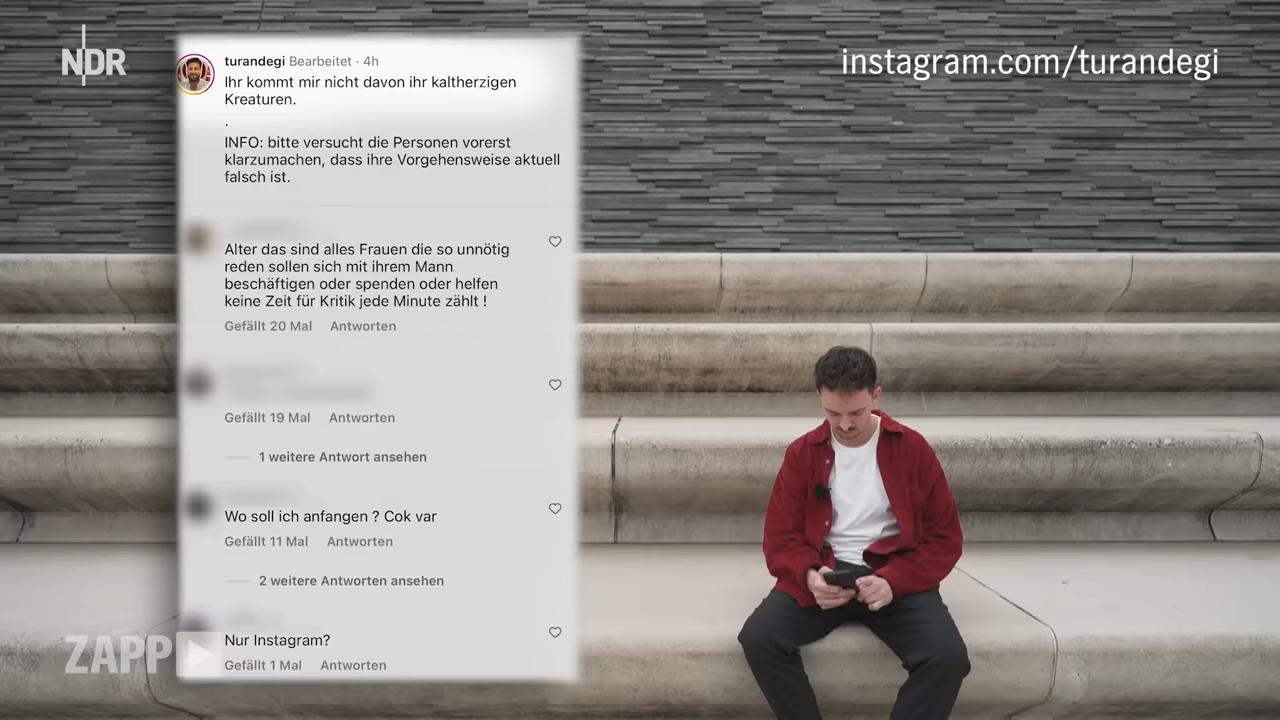 NDR
instagram.com/turandegi
turandegi Bearbeitet · 4h
Ihr kommt mir nicht davon ihr kaltherzigen
Kreaturen.
.
INFO: bitte versucht die Personen vorerst
klarzumachen, dass ihre Vorgehensweise aktuell
falsch ist.
Alter das sind alles Frauen die so unnötig
reden sollen sich mit ihrem Mann
beschäftigen oder spenden oder helfen
keine Zeit für Kritik jede Minute zählt !
Gefällt 20 Mal Antworten
Gefällt 19 Mal Antworten
1 weitere Antwort ansehen
Wo soll ich anfangen ? Cok var
Gefällt 11 Mal Antworten
2 weitere Antworten ansehen
Nur Instagram?
Gefällt 1 Mal Antworten
ZAPP